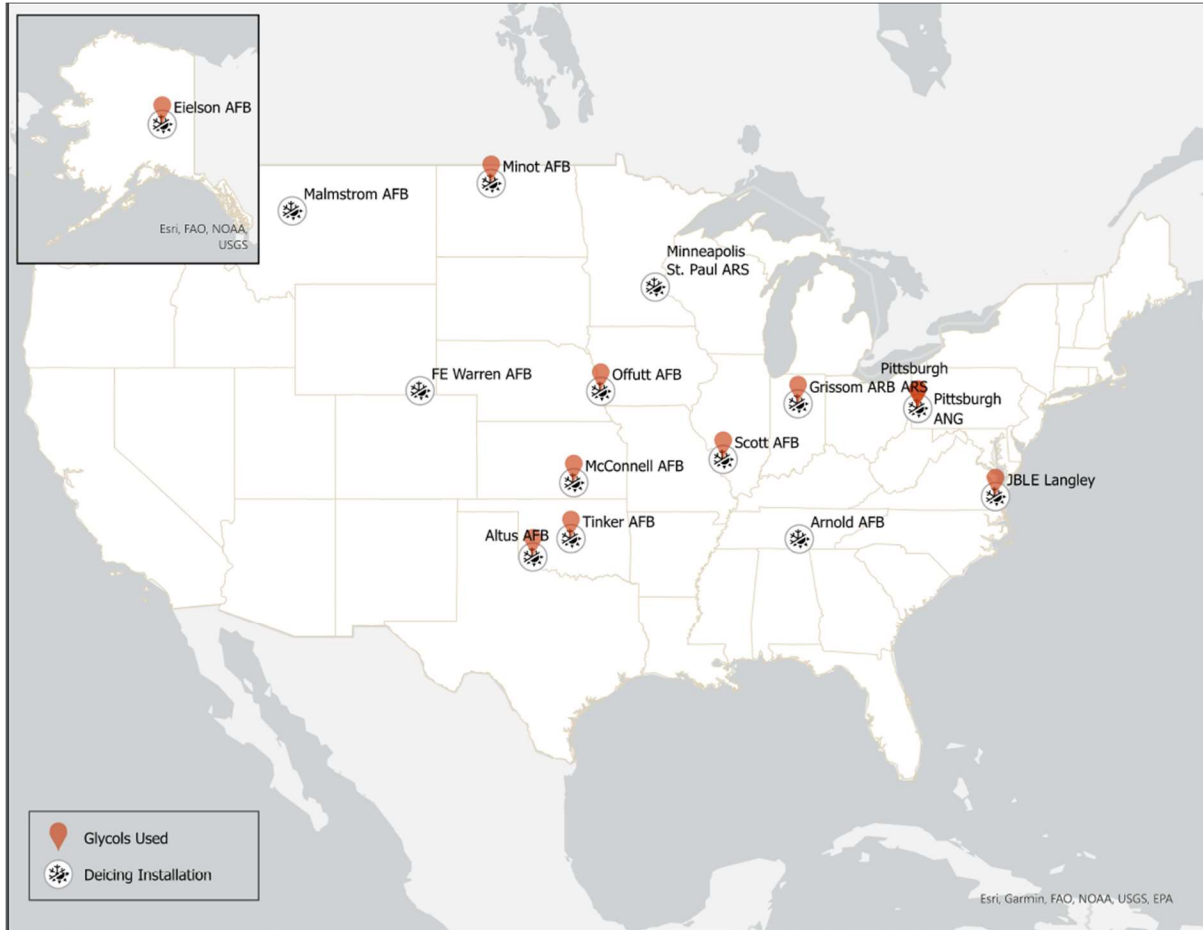 Eielson AFB
Esri, FAO, NOAA,
USGS
Minot AFB
Malmstrom AFB
Minneapolis
St. Paul ARS
FE Warren AFB
Offutt AFB
Grissom ARB
Pittsburgh
ARS
Pittsburgh
ANG
Scott AFB
McConnell AFB
JBLE Langley
Tinker AFB
Altus AFB
Arnold AFB
Glycols Used
Deicing Installation
Esri, Garmin, FAO, NOAA, USGS, EPA